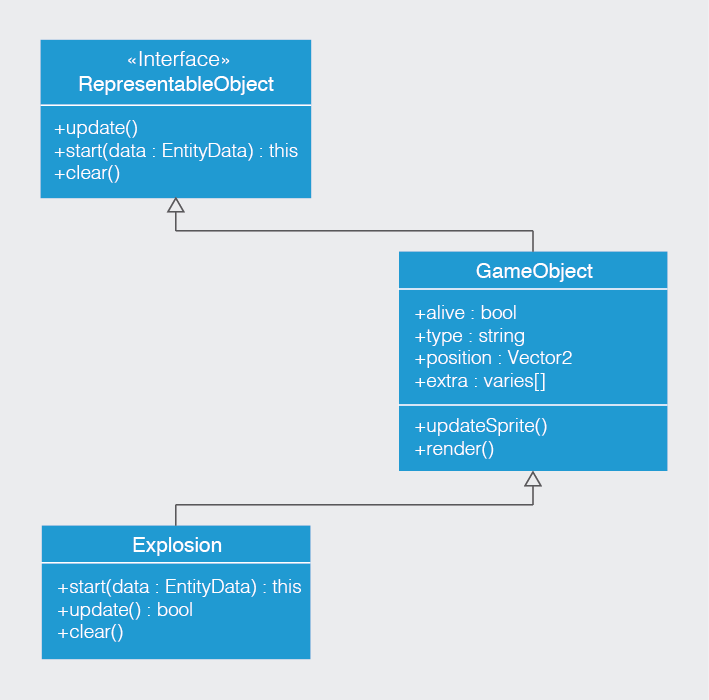 «Interface»
RepresentableObject
+update()
+start(data : EntityData) : this
+clear()
GameObject
+alive : bool
+type : string
+position : Vector2
+extra : varies[]
+updateSprite()
+render()
Explosion
+start(data : EntityData) : this
+update() : bool
+clear()